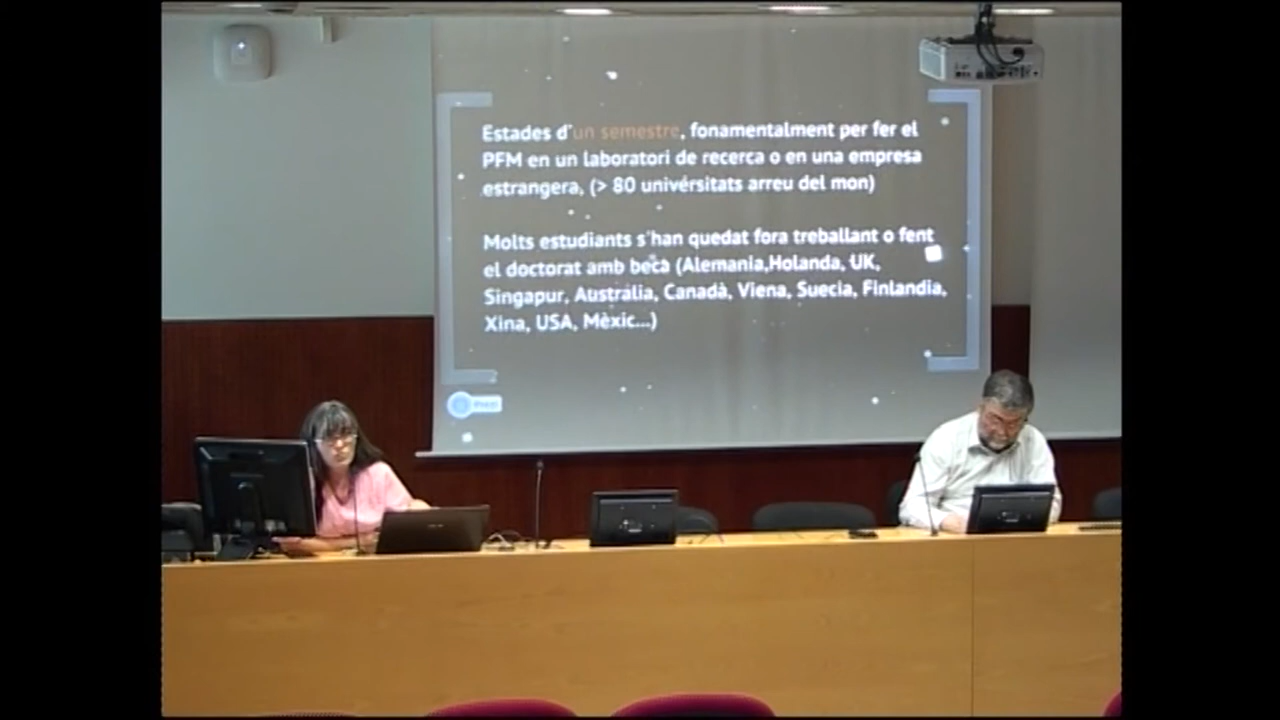 Estades d'un semestre, fonamentalment per fer el
PFM en un laboratori de recerca o en una empresa
estrangera, (> 80 universitats arreu del mon)
Molts estudiants s'han quedat fora treballant o fent
el doctorat amb beca (Alemania,Holanda, UK,
Singapur, Austràlia, Canadà, Viena, Suecia, Finlandia,
Xina, USA, Mèxic...)